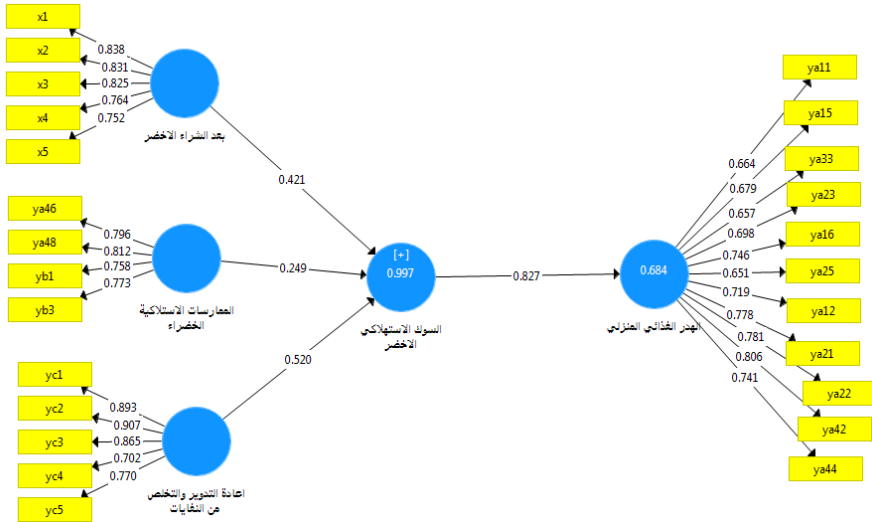 x1
x2
x3
x4
x5
0.838
0.831
0.825
0.764
0.752
بعد الشراء الاخضر
0.421
ya46
ya48
yb1
yb3
0.796
0.812
0.758
0.773
الممارسات الاستلاكية
الخضراء
0.249
yc1
yc2
yc3
yc4
yc5
0.893
0.907
0.865
0.702
0.770
اعادة التدوير والتخلص
من النفايات
0.520
[+]
0.997
السوك الاستهلاكي
الاخضر
0.827
0.684
الهدر الغذائي المنزلي
0.664
0.679
0.657
0.698
0.746
0.651
0.719
0.778
0.781
0.806
0.741
ya11
ya15
ya33
ya23
ya16
ya25
ya12
ya21
ya22
ya42
ya44